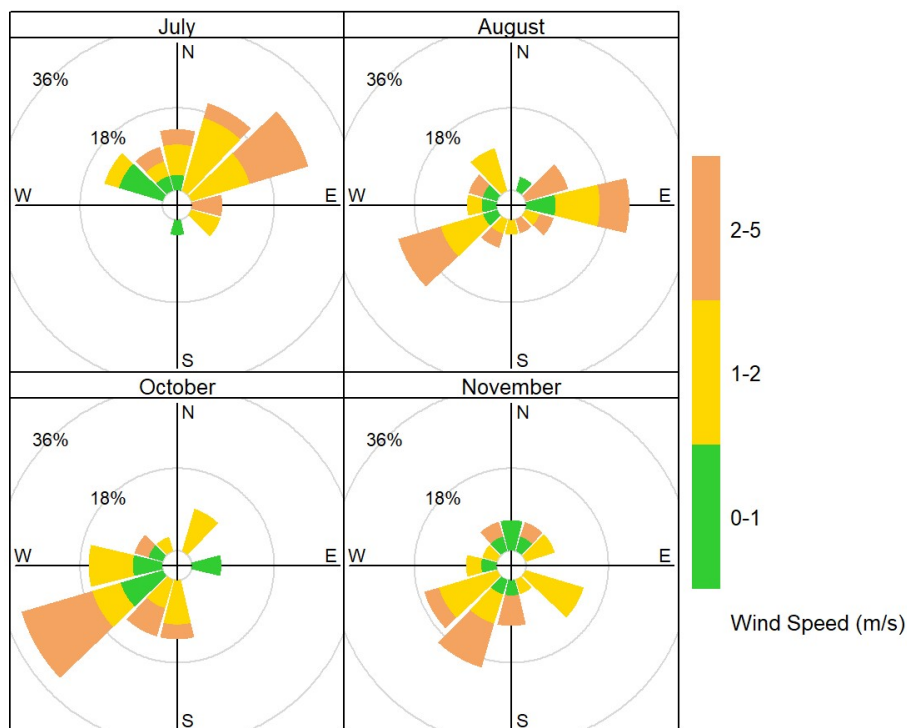 July
N
36%
18%
W
E
S
August
N
36%
18%
W
E
S
October
N
36%
18%
W
E
S
November
N
36%
18%
W
E
S
2-5
1-2
0-1
Wind Speed (m/s)